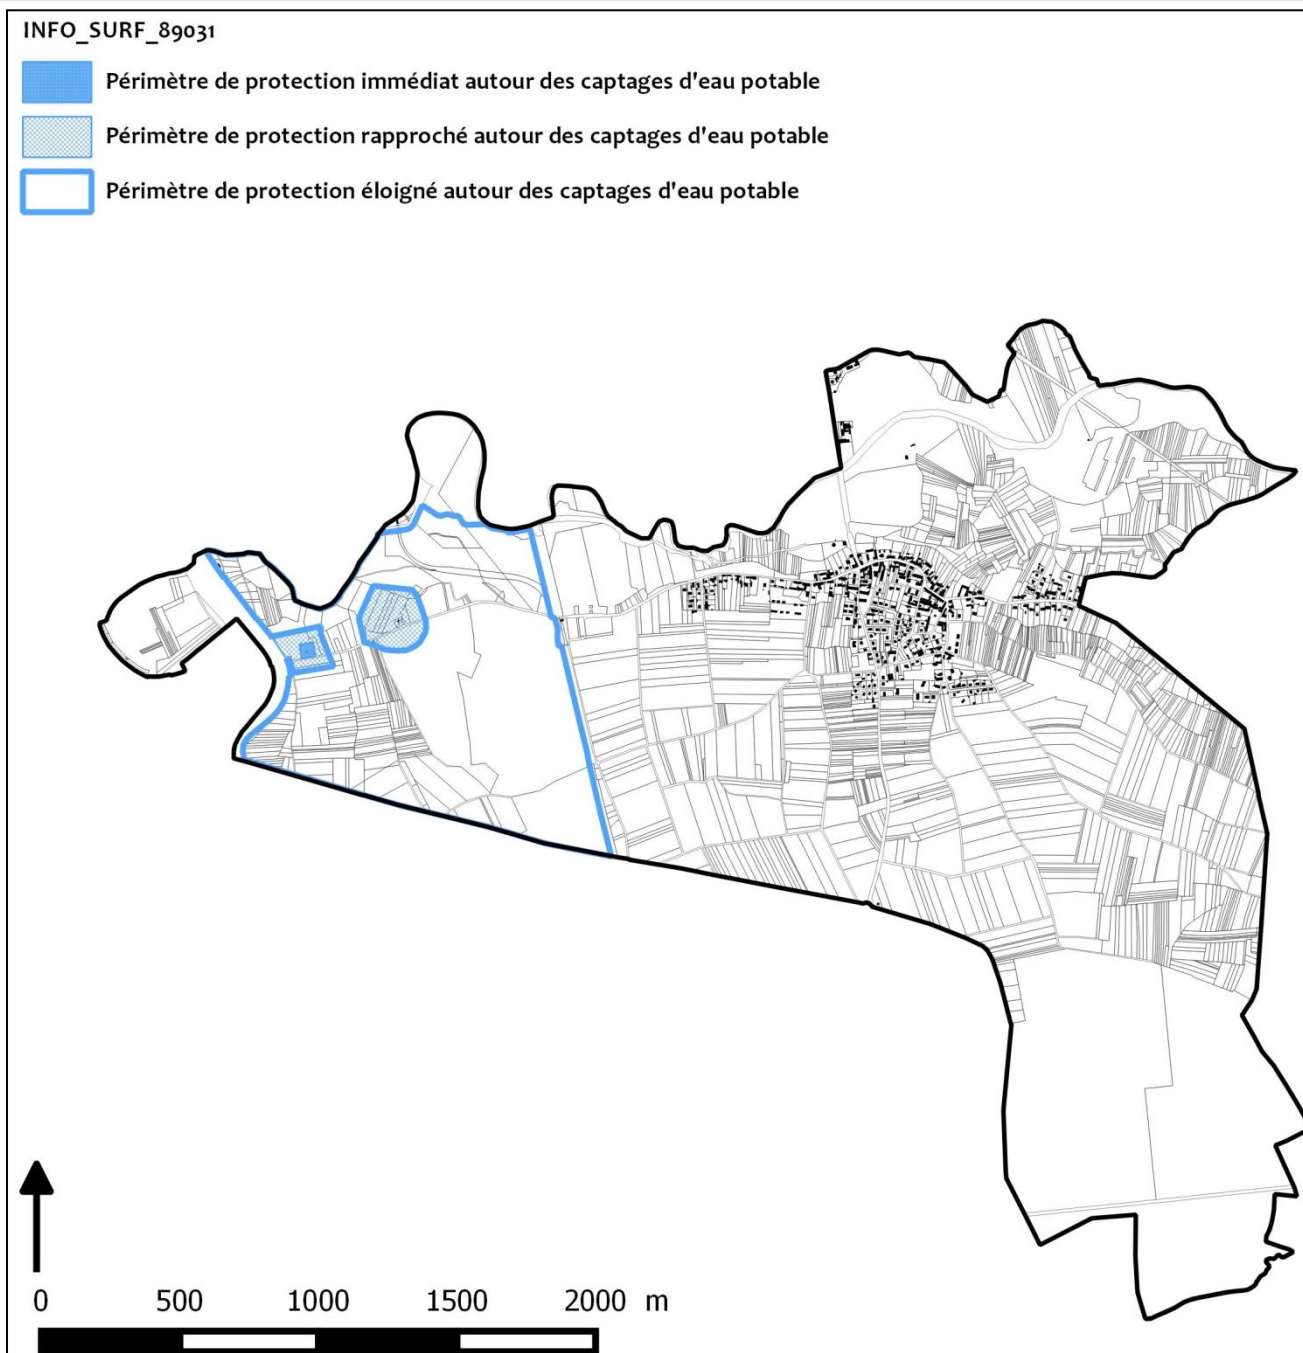 INFO_SURF_89031
Périmètre de protection immédiat autour des captages d'eau potable
Périmètre de protection rapproché autour des captages d'eau potable
Périmètre de protection éloigné autour des captages d'eau potable
0 500 1000 1500 2000 m